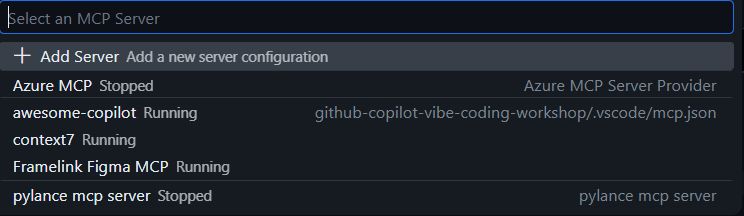 Select an MCP Server
+ Add Server Add a new server configuration
Azure MCP Stopped Azure MCP Server Provider
awesome-copilot Running github-copilot-vibe-coding-workshop/.vscode/mcp.json
context7 Running
Framelink Figma MCP Running
pylance mcp server Stopped pylance mcp server